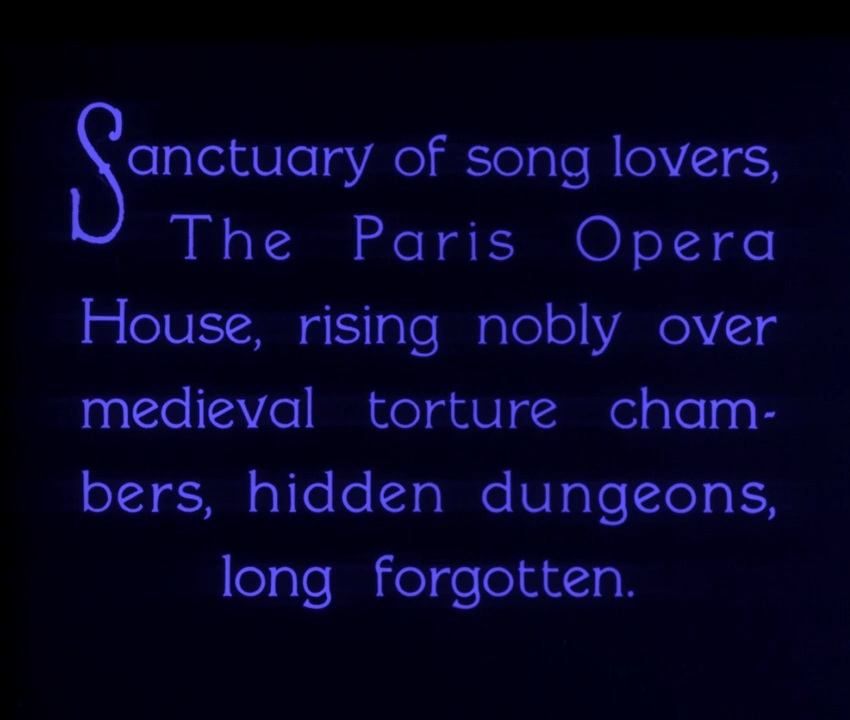 Sanctuary of song lovers,
The Paris Opera
House, rising nobly over
medieval torture cham-
bers, hidden dungeons,
long forgotten.